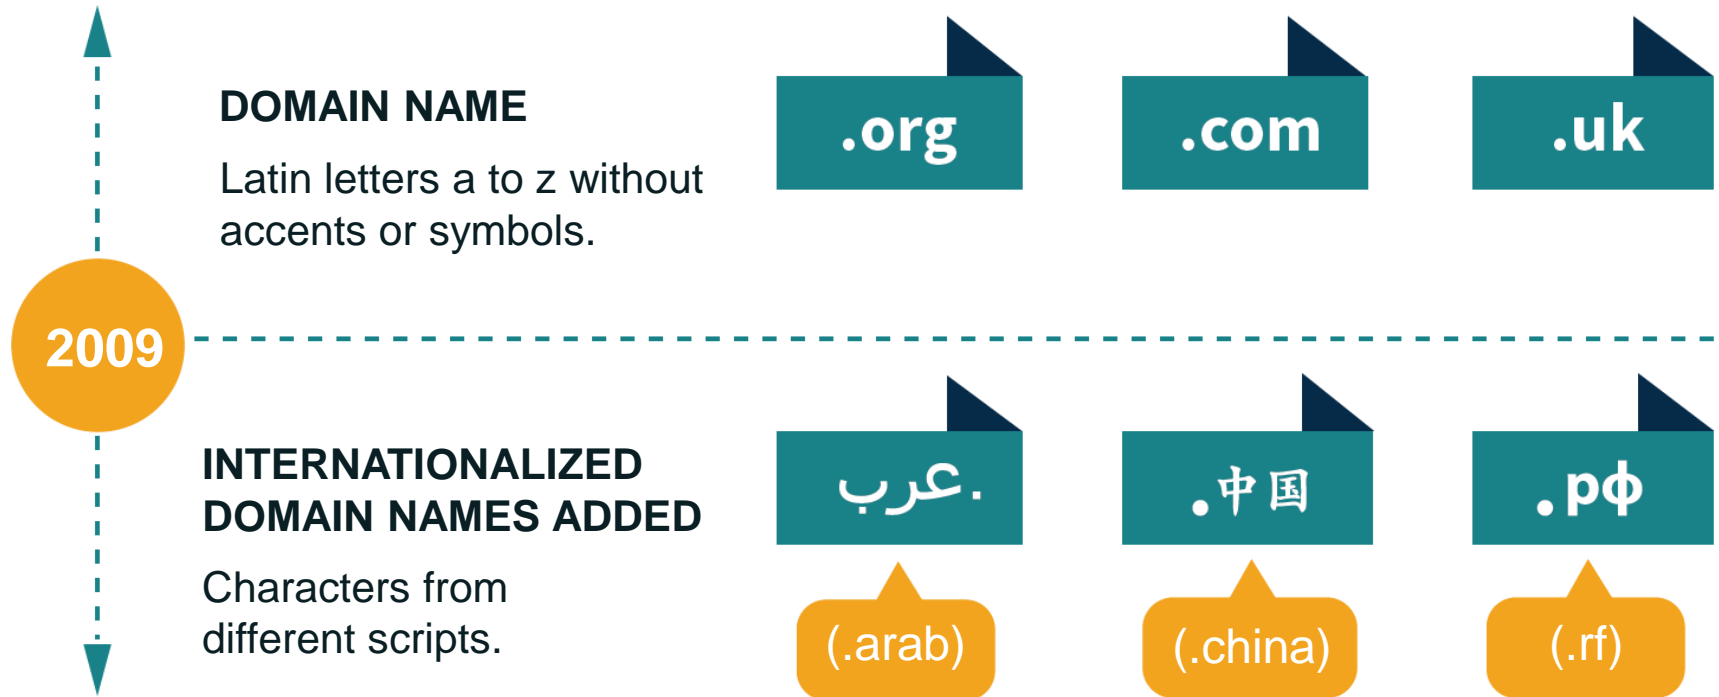 DOMAIN NAME
Latin letters a to z without
accents or symbols.
.org
.com
.uk
2009
INTERNATIONALIZED
DOMAIN NAMES ADDED
Characters from
different scripts.
.عرب
.中国
.рф
(.arab)
(.china)
(.rf)